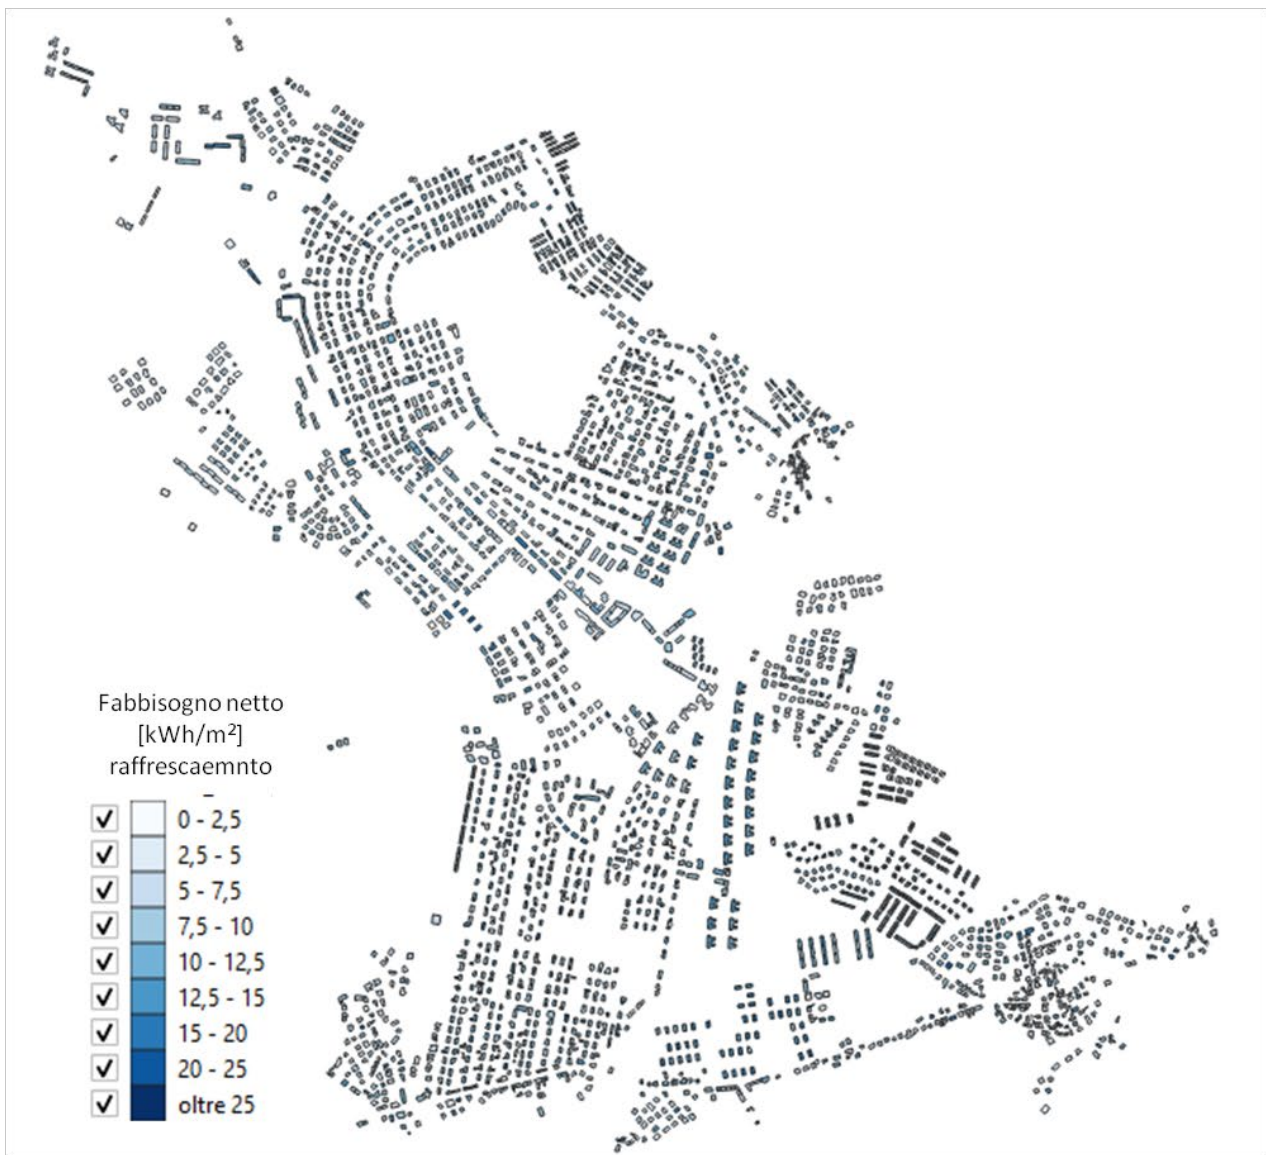 Fabbisogno netto
[kWh/m²]
raffrescaemnto
0 - 2,5
2,5 - 5
5 - 7,5
7,5 - 10
10 - 12,5
12,5 - 15
15 - 20
20 - 25
oltre 25